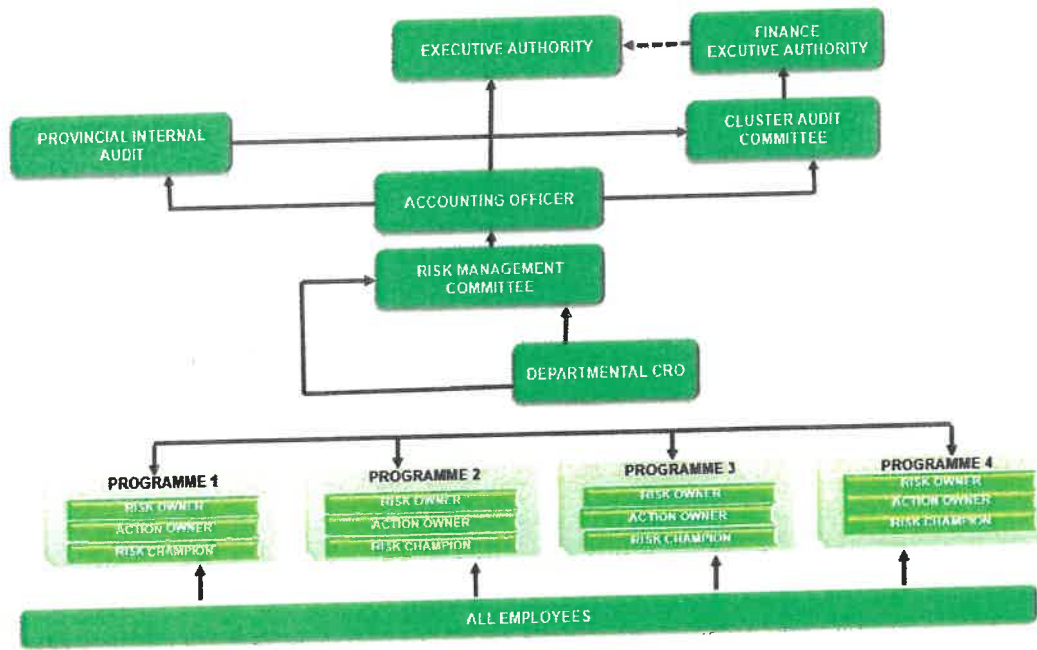 EXECUTIVE AUTHORITY
FINANCE
EXCUTIVE AUTHORITY
PROVINCIAL INTERNAL
AUDIT
CLUSTER AUDIT
COMMITTEE
ACCOUNTING OFFICER
RISK MANAGEMENT
COMMITTEE
DEPARTMENTAL CRO
PROGRAMME 1
RISK OWNER
ACTION OWNER
RISK CHAMPION
PROGRAMME 2
RISK OWNER
ACTION OWNER
RISK CHAMPION
PROGRAMME 3
RISK OWNER
ACTION OWNER
RISK CHAMPION
PROGRAMME 4
RISK OWNER
ACTION OWNER
RISK CHAMPION
ALL EMPLOYEES